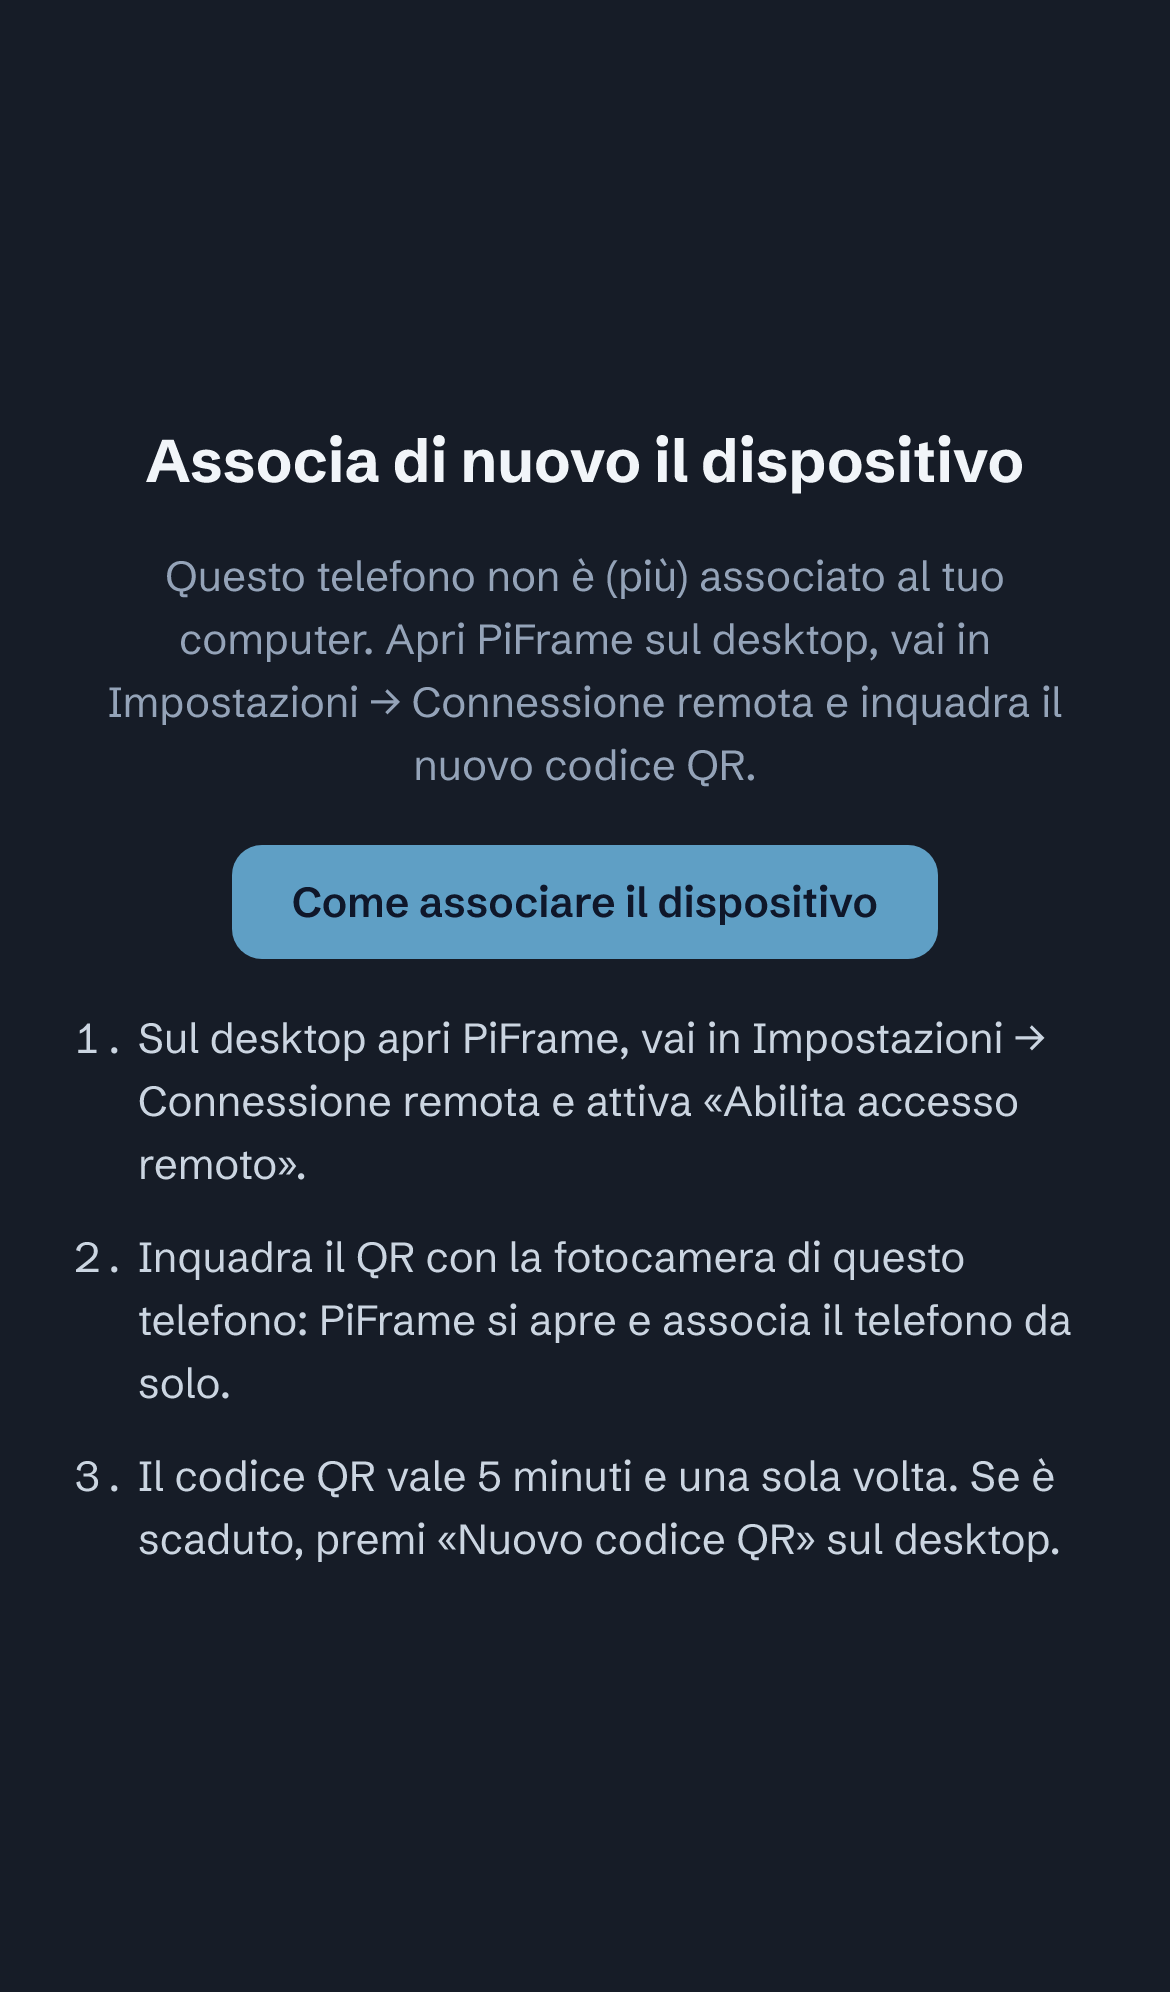 Associa di nuovo il dispositivo
Questo telefono non è (più) associato al tuo
computer. Apri PiFrame sul desktop, vai in
Impostazioni → Connessione remota e inquadra il
nuovo codice QR.
Come associare il dispositivo
1. Sul desktop apri PiFrame, vai in Impostazioni →
Connessione remota e attiva «Abilita accesso
remoto».
2. Inquadra il QR con la fotocamera di questo
telefono: PiFrame si apre e associa il telefono da
solo.
3. Il codice QR vale 5 minuti e una sola volta. Se è
scaduto, premi «Nuovo codice QR» sul desktop.